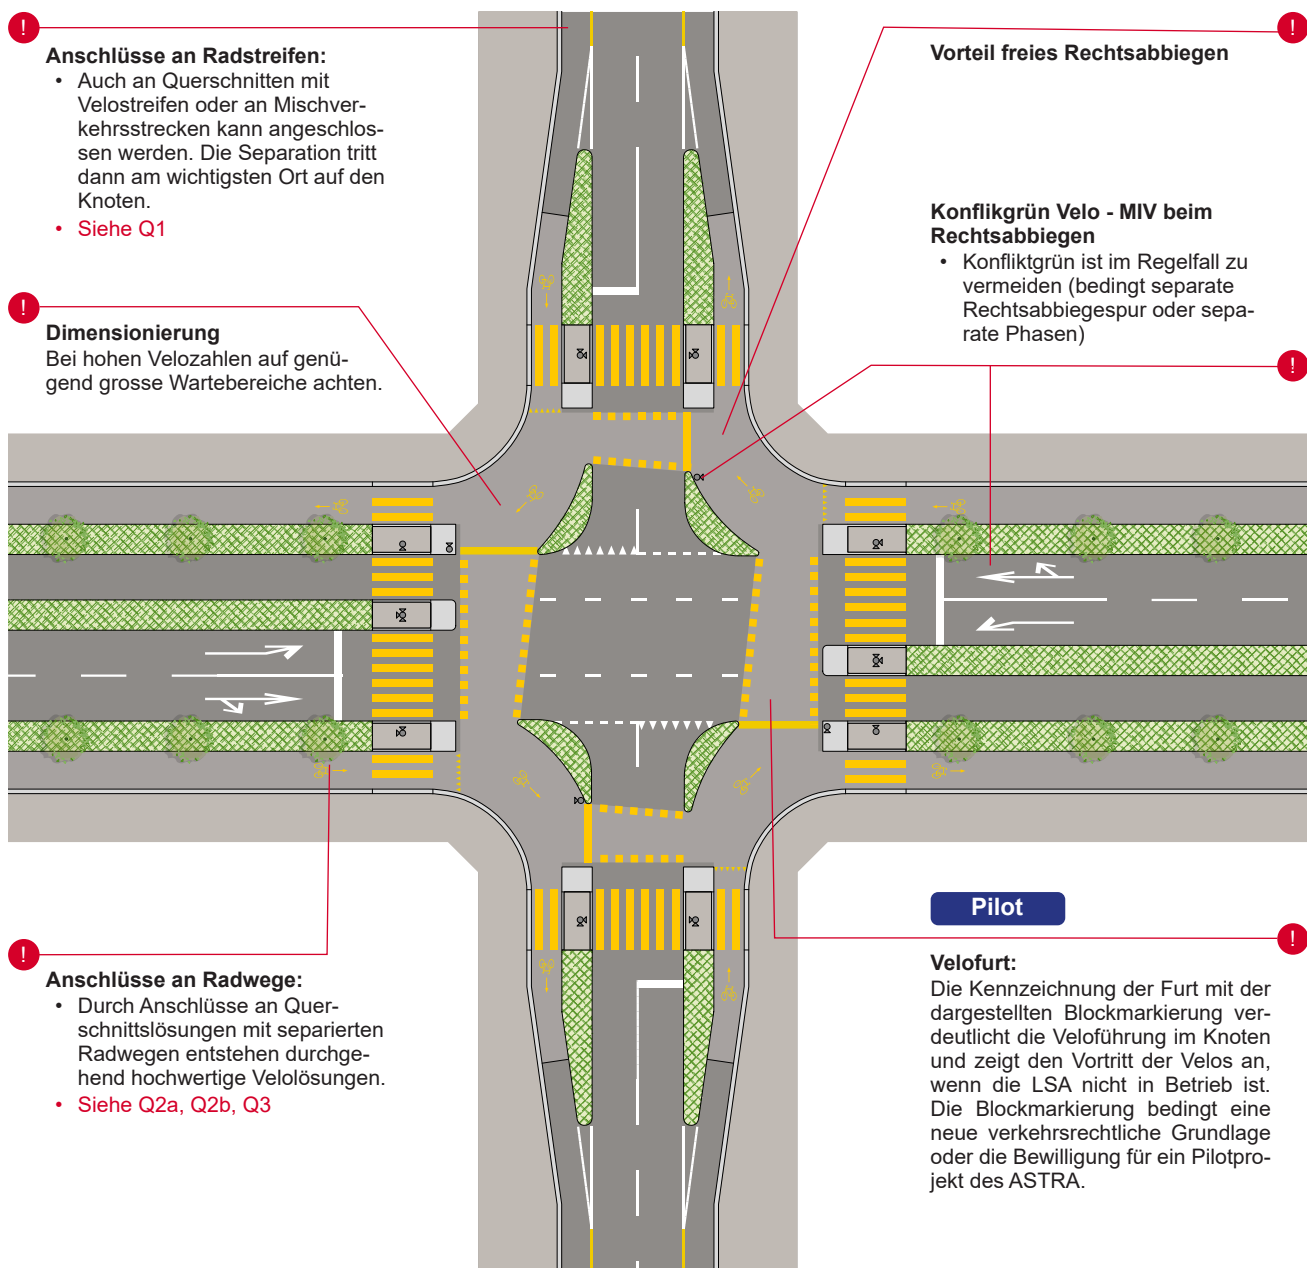 !
Anschlüsse an Radstreifen:
• Auch an Querschnitten mit
Velostreifen oder an Mischver-
kehrsstrecken kann angeschlos-
sen werden. Die Separation tritt
dann am wichtigsten Ort auf den
Knoten.
• Siehe Q1
!
Dimensionierung
Bei hohen Velozahlen auf genü-
gend grosse Wartebereiche achten.
!
Anschlüsse an Radwege:
• Durch Anschlüsse an Quer-
schnittslösungen mit separierten
Radwegen entstehen durchge-
hend hochwertige Velolösungen.
• Siehe Q2a, Q2b, Q3
!
Vorteil freies Rechtsabbiegen
Konflikgrün Velo - MIV beim
Rechtsabbiegen
• Konfliktgrün ist im Regelfall zu
vermeiden (bedingt separate
Rechtsabbiegespur oder sepa-
rate Phasen)
!
Pilot
!
Velofurt:
Die Kennzeichnung der Furt mit der
dargestellten Blockmarkierung ver-
deutlicht die Veloführung im Knoten
und zeigt den Vortritt der Velos an,
wenn die LSA nicht in Betrieb ist.
Die Blockmarkierung bedingt eine
neue verkehrsrechtliche Grundlage
oder die Bewilligung für ein Pilotpro-
jekt des ASTRA.